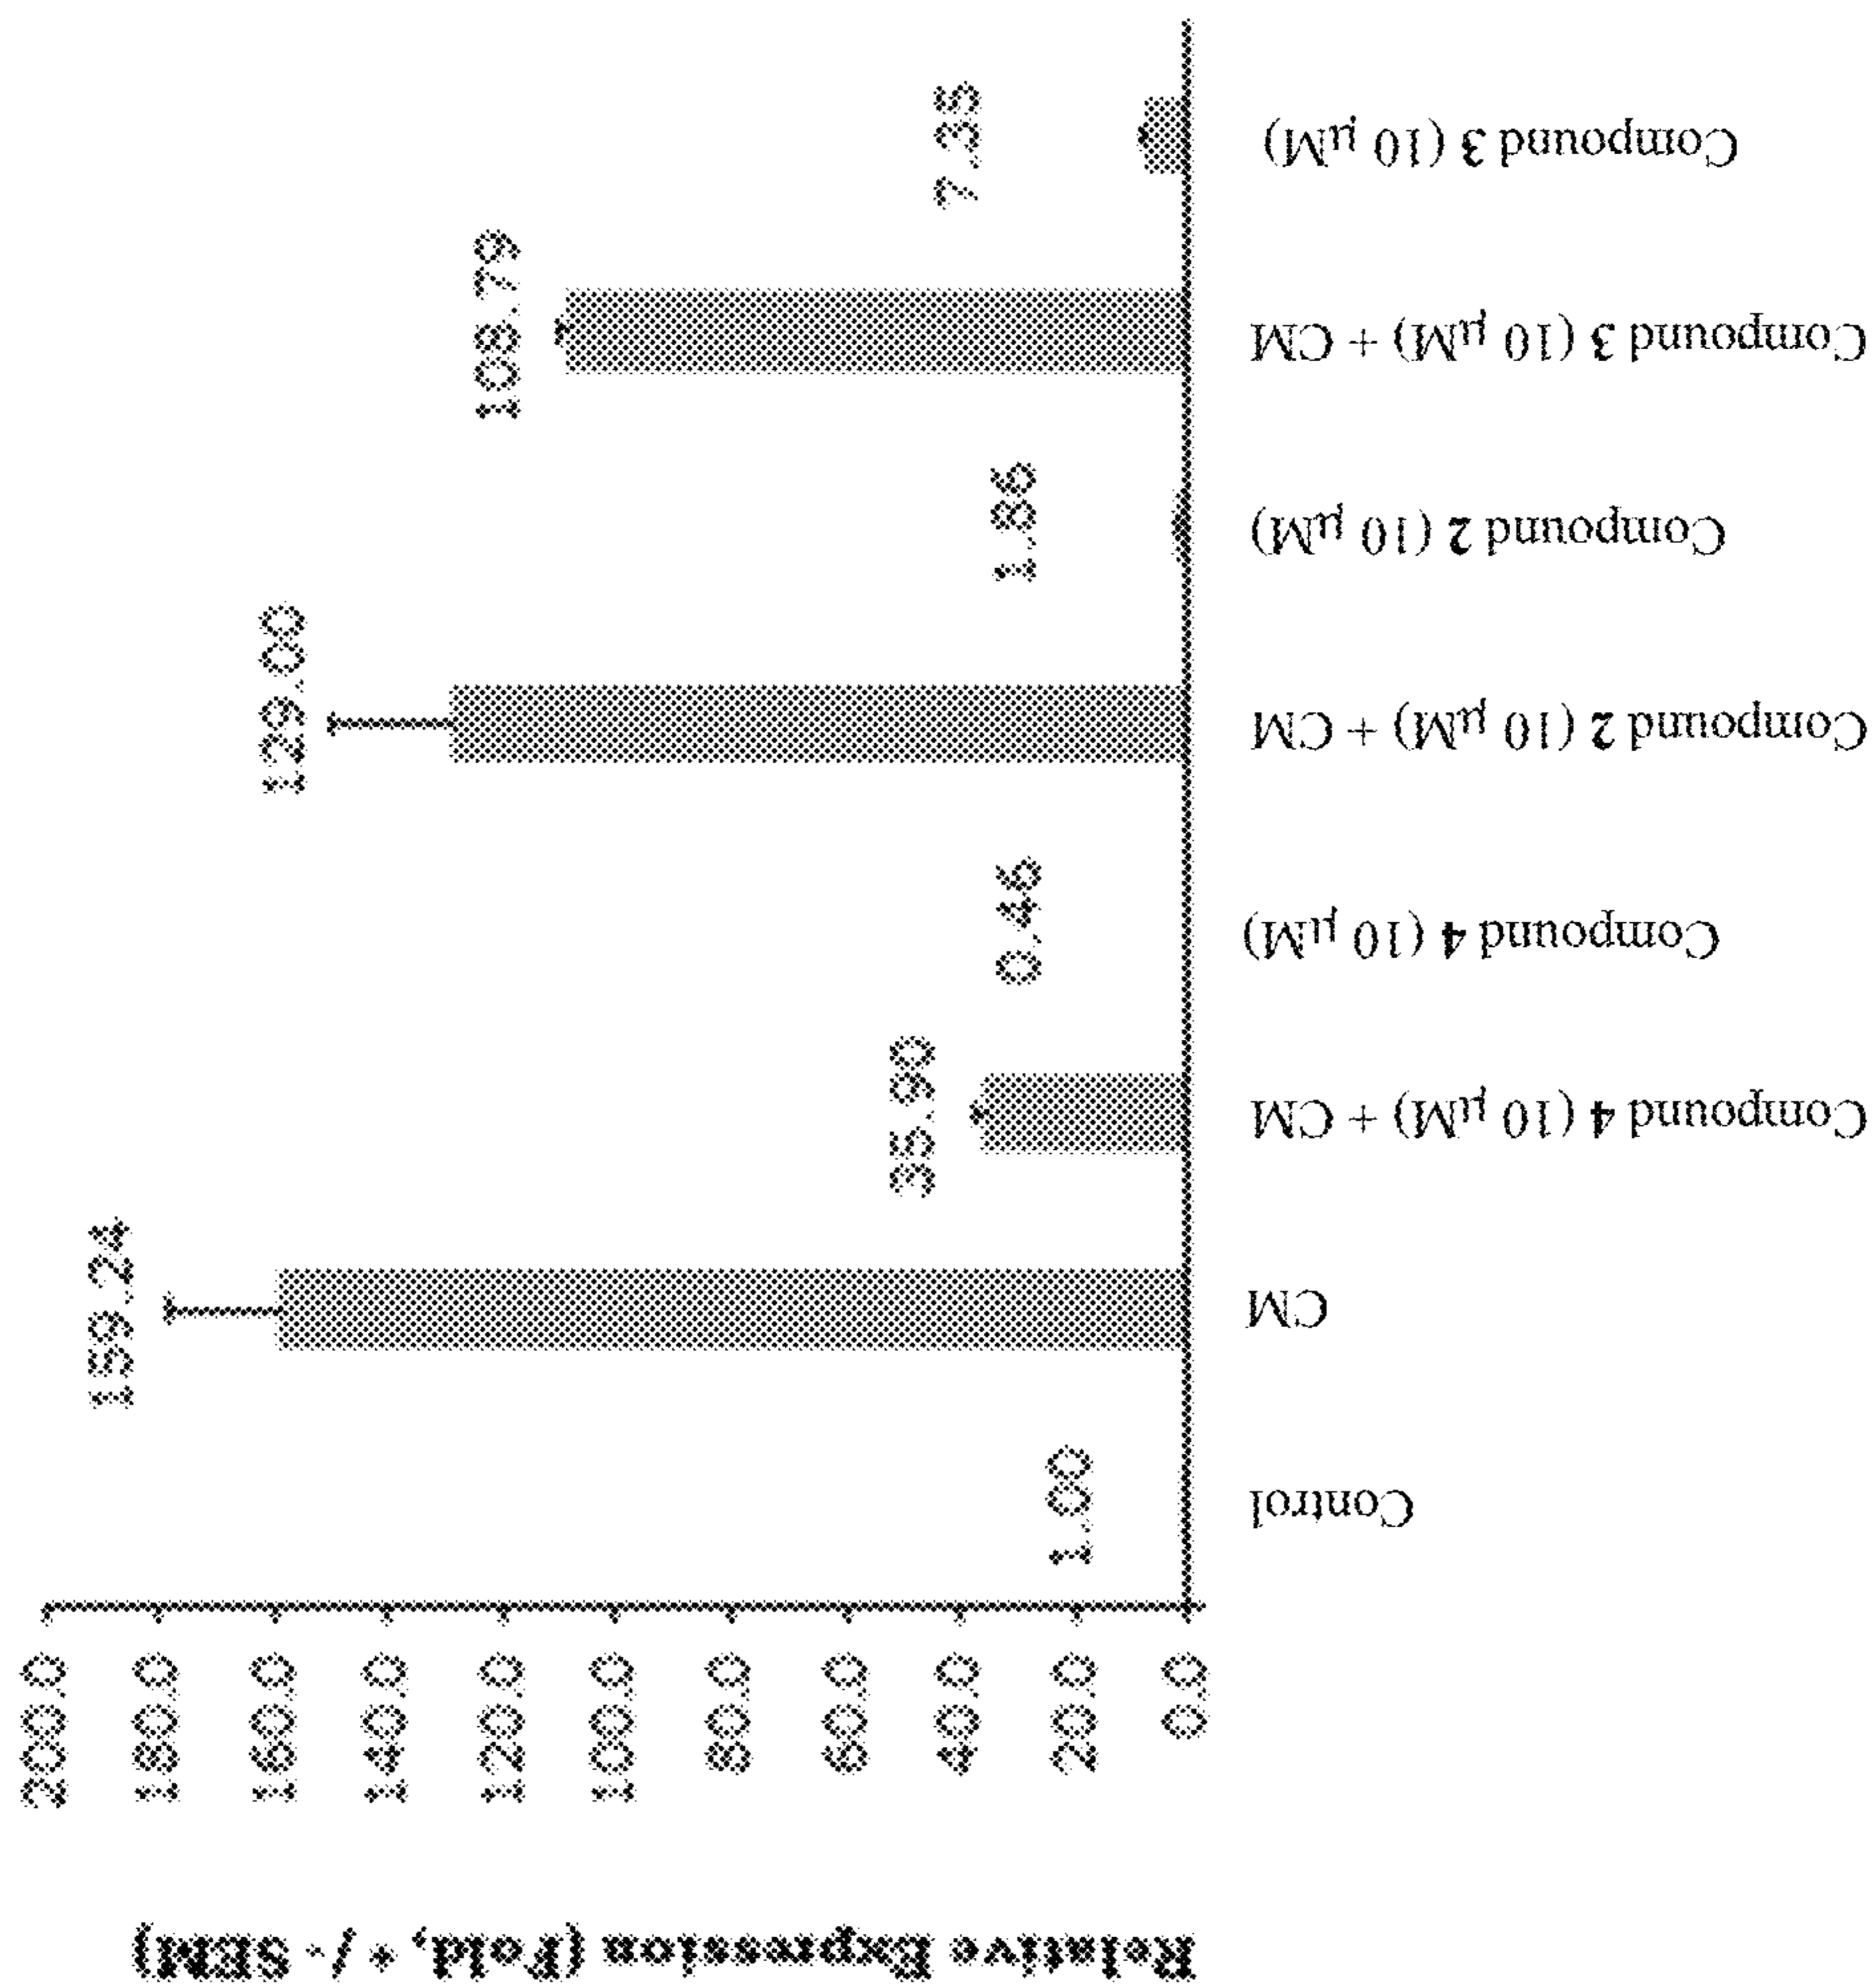 Relative Expression (Fold, +/- SEM)
200.0
180.0
160.0
140.0
120.0
100.0
80.0
60.0
40.0
20.0
0.0
1.00
159.24
35.90
0.46
129.00
1.86
108.79
7.35
Control
CM
Compound 4 (10 µM) + CM
Compound 4 (10 µM)
Compound 2 (10 µM) + CM
Compound 2 (10 µM)
Compound 3 (10 µM) + CM
Compound 3 (10 µM)